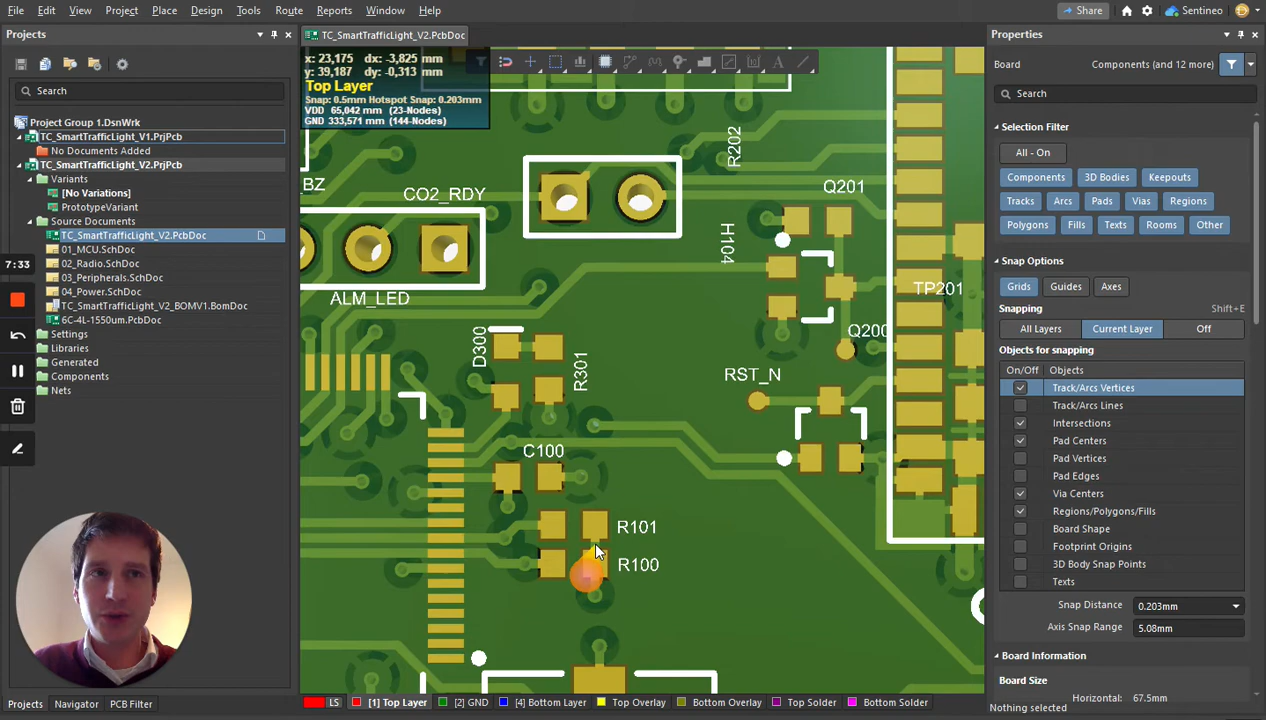 File Edit View Project Place Design Tools Route Reports Window Help
Share
Sentineo
Projects
TC_SmartTrafficLight_V2.PcbDoc
Properties
Search
Project Group 1.DsnWrk
TC_SmartTrafficLight_V1.PrjPcb
No Documents Added
TC_SmartTrafficLight_V2.PrjPcb
Variants
[No Variations]
PrototypeVariant
Source Documents
TC_SmartTrafficLight_V2.PcbDoc
01_MCU.SchDoc
02_Radio.SchDoc
03_Peripherals.SchDoc
04_Power.SchDoc
TC_SmartTrafficLight_V2_BOMV1.BomDoc
6C-4L-1550um.PcbDoc
Settings
Libraries
Generated
Components
Nets
7:33
x: 23,175 dx: -3,825 mm
y: 39,187 dy: -0,313 mm
Top Layer
Snap: 0.5mm Hotspot Snap: 0.203mm
VDD 65,042 mm (23-Nodes)
GND 333,571 mm (144-Nodes)
_BZ
CO2_RDY
R202
Q201
ALM_LED
H104
TP201
Q200
D300
R301
RST_N
C100
R101
R100
Board
Components (and 12 more)
Search
Selection Filter
All - On
Components 3D Bodies Keepouts
Tracks Arcs Pads Vias Regions
Polygons Fills Texts Rooms Other
Snap Options
Grids Guides Axes
Snapping
Shift+E
All Layers Current Layer Off
Objects for snapping
On/Off Objects
Track/Arcs Vertices
Track/Arcs Lines
Intersections
Pad Centers
Pad Vertices
Pad Edges
Via Centers
Regions/Polygons/Fills
Board Shape
Footprint Origins
3D Body Snap Points
Texts
Snap Distance 0.203mm
Axis Snap Range 5.08mm
Board Information
Board Size
Horizontal: 67.5mm
Nothing selected
Projects Navigator PCB Filter
LS [1] Top Layer [2] GND [4] Bottom Layer Top Overlay Bottom Overlay Top Solder Bottom Solder